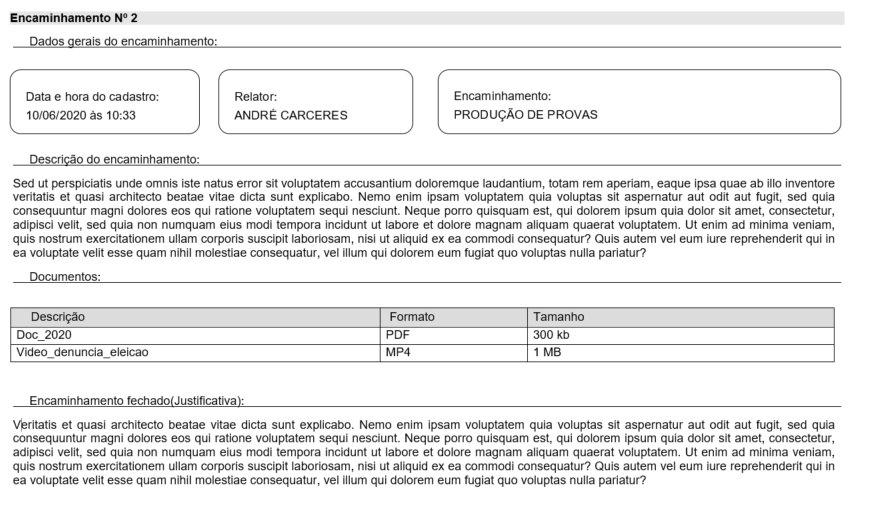 Encaminhamento Nº 2
Dados gerais do encaminhamento:
Data e hora do cadastro:
10/06/2020 às 10:33
Relator:
ANDRÉ CARCERES
Encaminhamento:
PRODUÇÃO DE PROVAS
Descrição do encaminhamento:
Sed ut perspiciatis unde omnis iste natus error sit voluptatem accusantium doloremque laudantium, totam rem aperiam, eaque ipsa quae ab illo inventore
veritatis et quasi architecto beatae vitae dicta sunt explicabo. Nemo enim ipsam voluptatem quia voluptas sit aspernatur aut odit aut fugit, sed quia
consequuntur magni dolores eos qui ratione voluptatem sequi nesciunt. Neque porro quisquam est, qui dolorem ipsum quia dolor sit amet, consectetur,
adipisci velit, sed quia non numquam eius modi tempora incidunt ut labore et dolore magnam aliquam quaerat voluptatem. Ut enim ad minima veniam,
quis nostrum exercitationem ullam corporis suscipit laboriosam, nisi ut aliquid ex ea commodi consequatur? Quis autem vel eum iure reprehenderit qui in
ea voluptate velit esse quam nihil molestiae consequatur, vel illum qui dolorem eum fugiat quo voluptas nulla pariatur?
Documentos:
Descrição Formato Tamanho
Doc_2020 PDF 300 kb
Video_denuncia_eleicao MP4 1 MB
Encaminhamento fechado(Justificativa):
Veritatis et quasi architecto beatae vitae dicta sunt explicabo. Nemo enim ipsam voluptatem quia voluptas sit aspernatur aut odit aut fugit, sed quia
consequuntur magni dolores eos qui ratione voluptatem sequi nesciunt. Neque porro quisquam est, qui dolorem ipsum quia dolor sit amet, consectetur,
adipisci velit, sed quia non numquam eius modi tempora incidunt ut labore et dolore magnam aliquam quaerat voluptatem. Ut enim ad minima veniam,
quis nostrum exercitationem ullam corporis suscipit laboriosam, nisi ut aliquid ex ea commodi consequatur? Quis autem vel eum iure reprehenderit qui in
ea voluptate velit esse quam nihil molestiae consequatur, vel illum qui dolorem eum fugiat quo voluptas nulla pariatur?